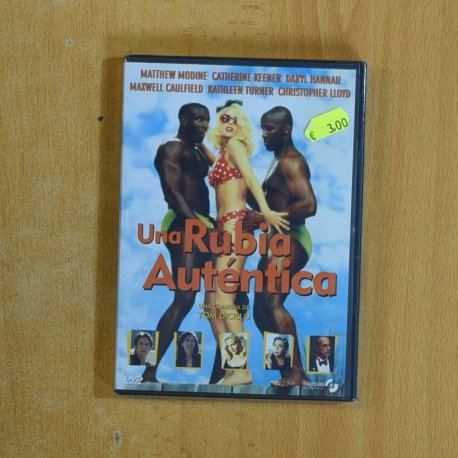 MATTHEW MODINE CATHERINE KEENER DARYL HANNAH
MAXWELL CAULFIELD KATHLEEN TURNER CHRISTOPHER LLOYD
€ 3,00
Una Rubia
Auténtica
UNA COMEDIA DE
TOM DICILLO
DVD
Sogepaq